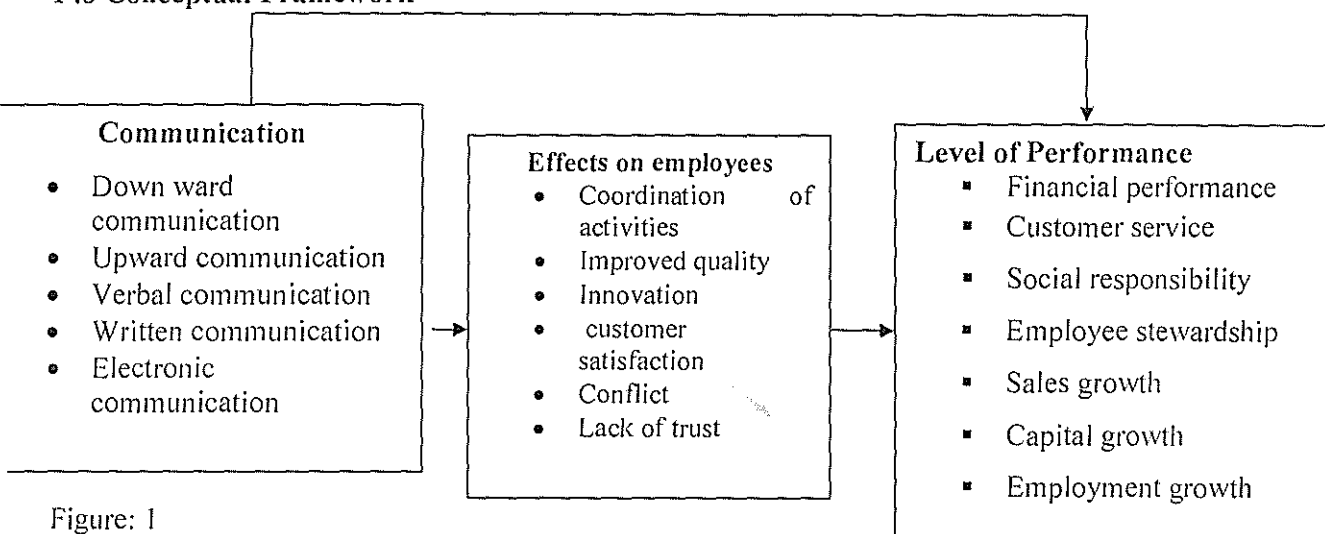 Conceptual Framework
Communication
• Down ward
communication
• Upward communication
• Verbal communication
• Written communication
• Electronic
communication
Effects on employees
• Coordination of
activities
• Improved quality
• Innovation
• customer
satisfaction
• Conflict
• Lack of trust
Level of Performance
▪ Financial performance
▪ Customer service
▪ Social responsibility
▪ Employee stewardship
▪ Sales growth
▪ Capital growth
▪ Employment growth
Figure: 1